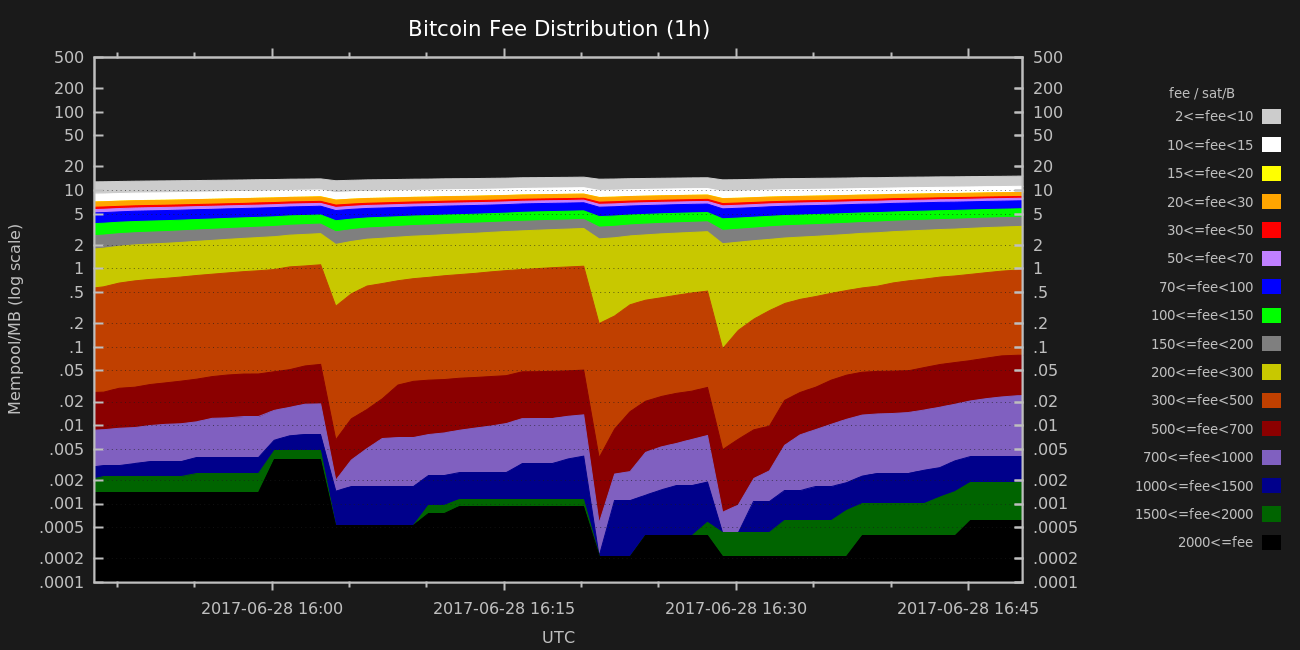 Bitcoin Fee Distribution (1h)
500
200
100
50
20
10
5
2
1
.5
.2
.1
.05
.02
.01
.005
.002
.001
.0005
.0002
.0001
Mempool/MB (log scale)
500
200
100
50
20
10
5
2
1
.5
.2
.1
.05
.02
.01
.005
.002
.001
.0005
.0002
.0001
2017-06-28 16:00
2017-06-28 16:15
2017-06-28 16:30
2017-06-28 16:45
UTC
fee / sat/B
2<=fee<10
10<=fee<15
15<=fee<20
20<=fee<30
30<=fee<50
50<=fee<70
70<=fee<100
100<=fee<150
150<=fee<200
200<=fee<300
300<=fee<500
500<=fee<700
700<=fee<1000
1000<=fee<1500
1500<=fee<2000
2000<=fee